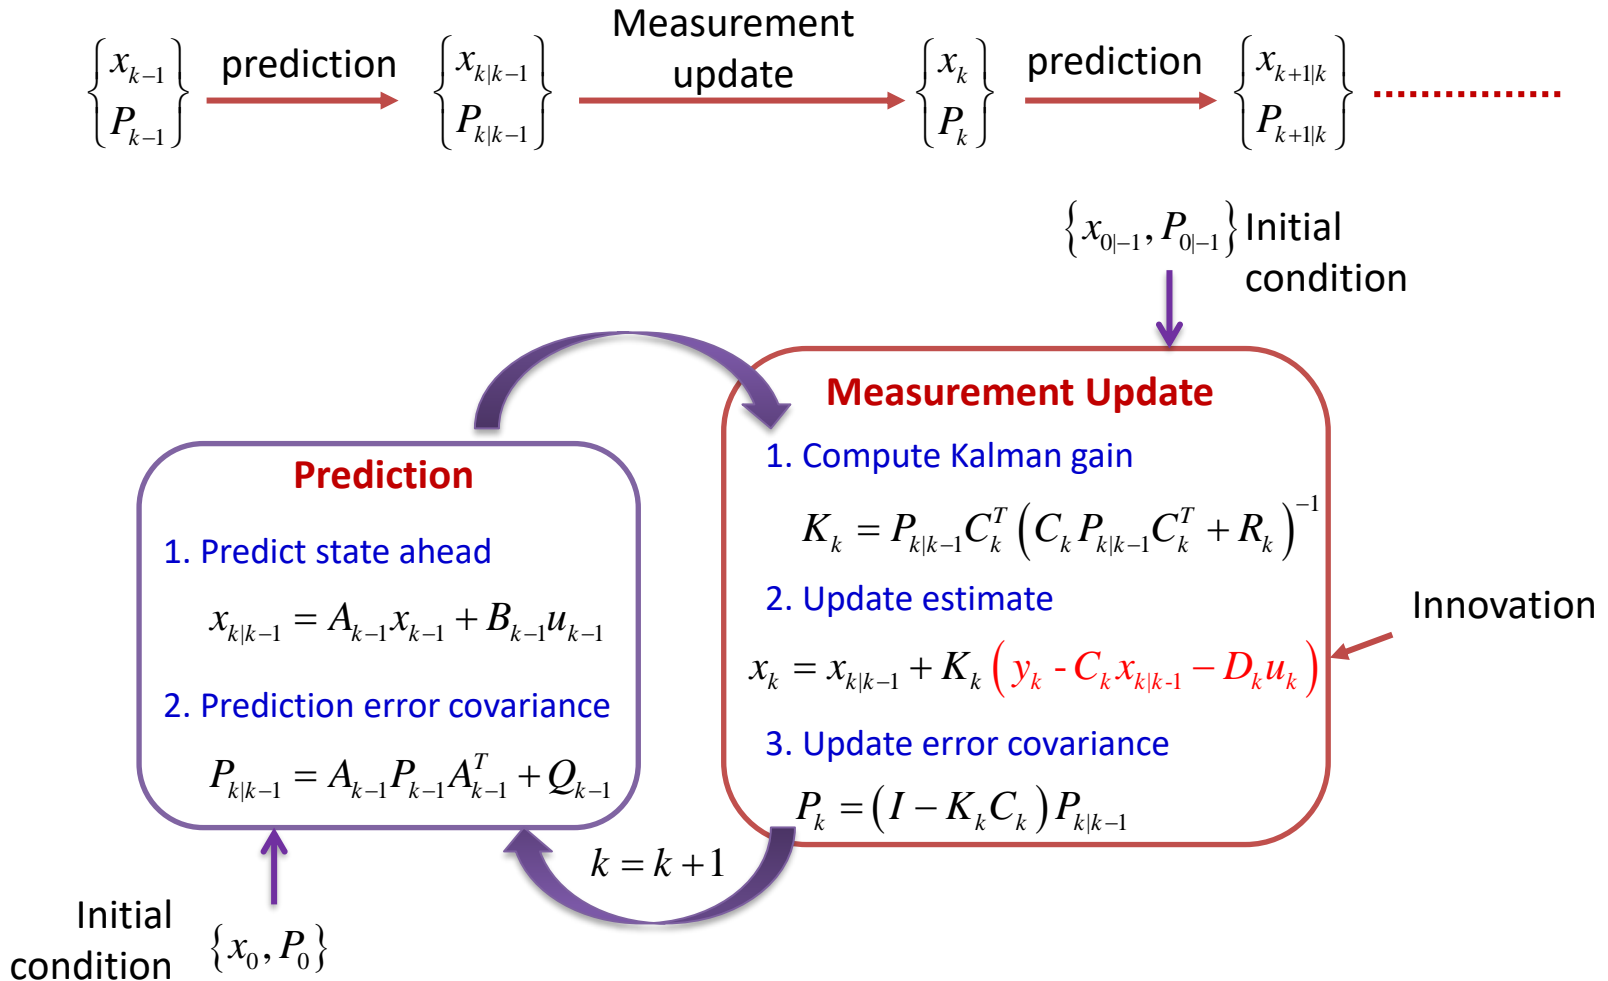 Measurement
{x_{k−1} P_{k−1}} prediction {x_{k|k−1} P_{k|k−1}} update {x_k P_k} prediction {x_{k+1|k} P_{k+1|k}} ................
{x_{0|−1}, P_{0|−1}} Initial
condition
Measurement Update
1. Compute Kalman gain
K_k = P_{k|k−1} C_k^T (C_k P_{k|k−1} C_k^T + R_k)^{−1}
2. Update estimate
x_k = x_{k|k−1} + K_k (y_k - C_k x_{k|k-1} − D_k u_k)
Innovation
3. Update error covariance
P_k = (I − K_k C_k) P_{k|k−1}
Prediction
1. Predict state ahead
x_{k|k−1} = A_{k−1} x_{k−1} + B_{k−1} u_{k−1}
2. Prediction error covariance
P_{k|k−1} = A_{k−1} P_{k−1} A_{k−1}^T + Q_{k−1}
k = k + 1
Initial
condition {x_0, P_0}